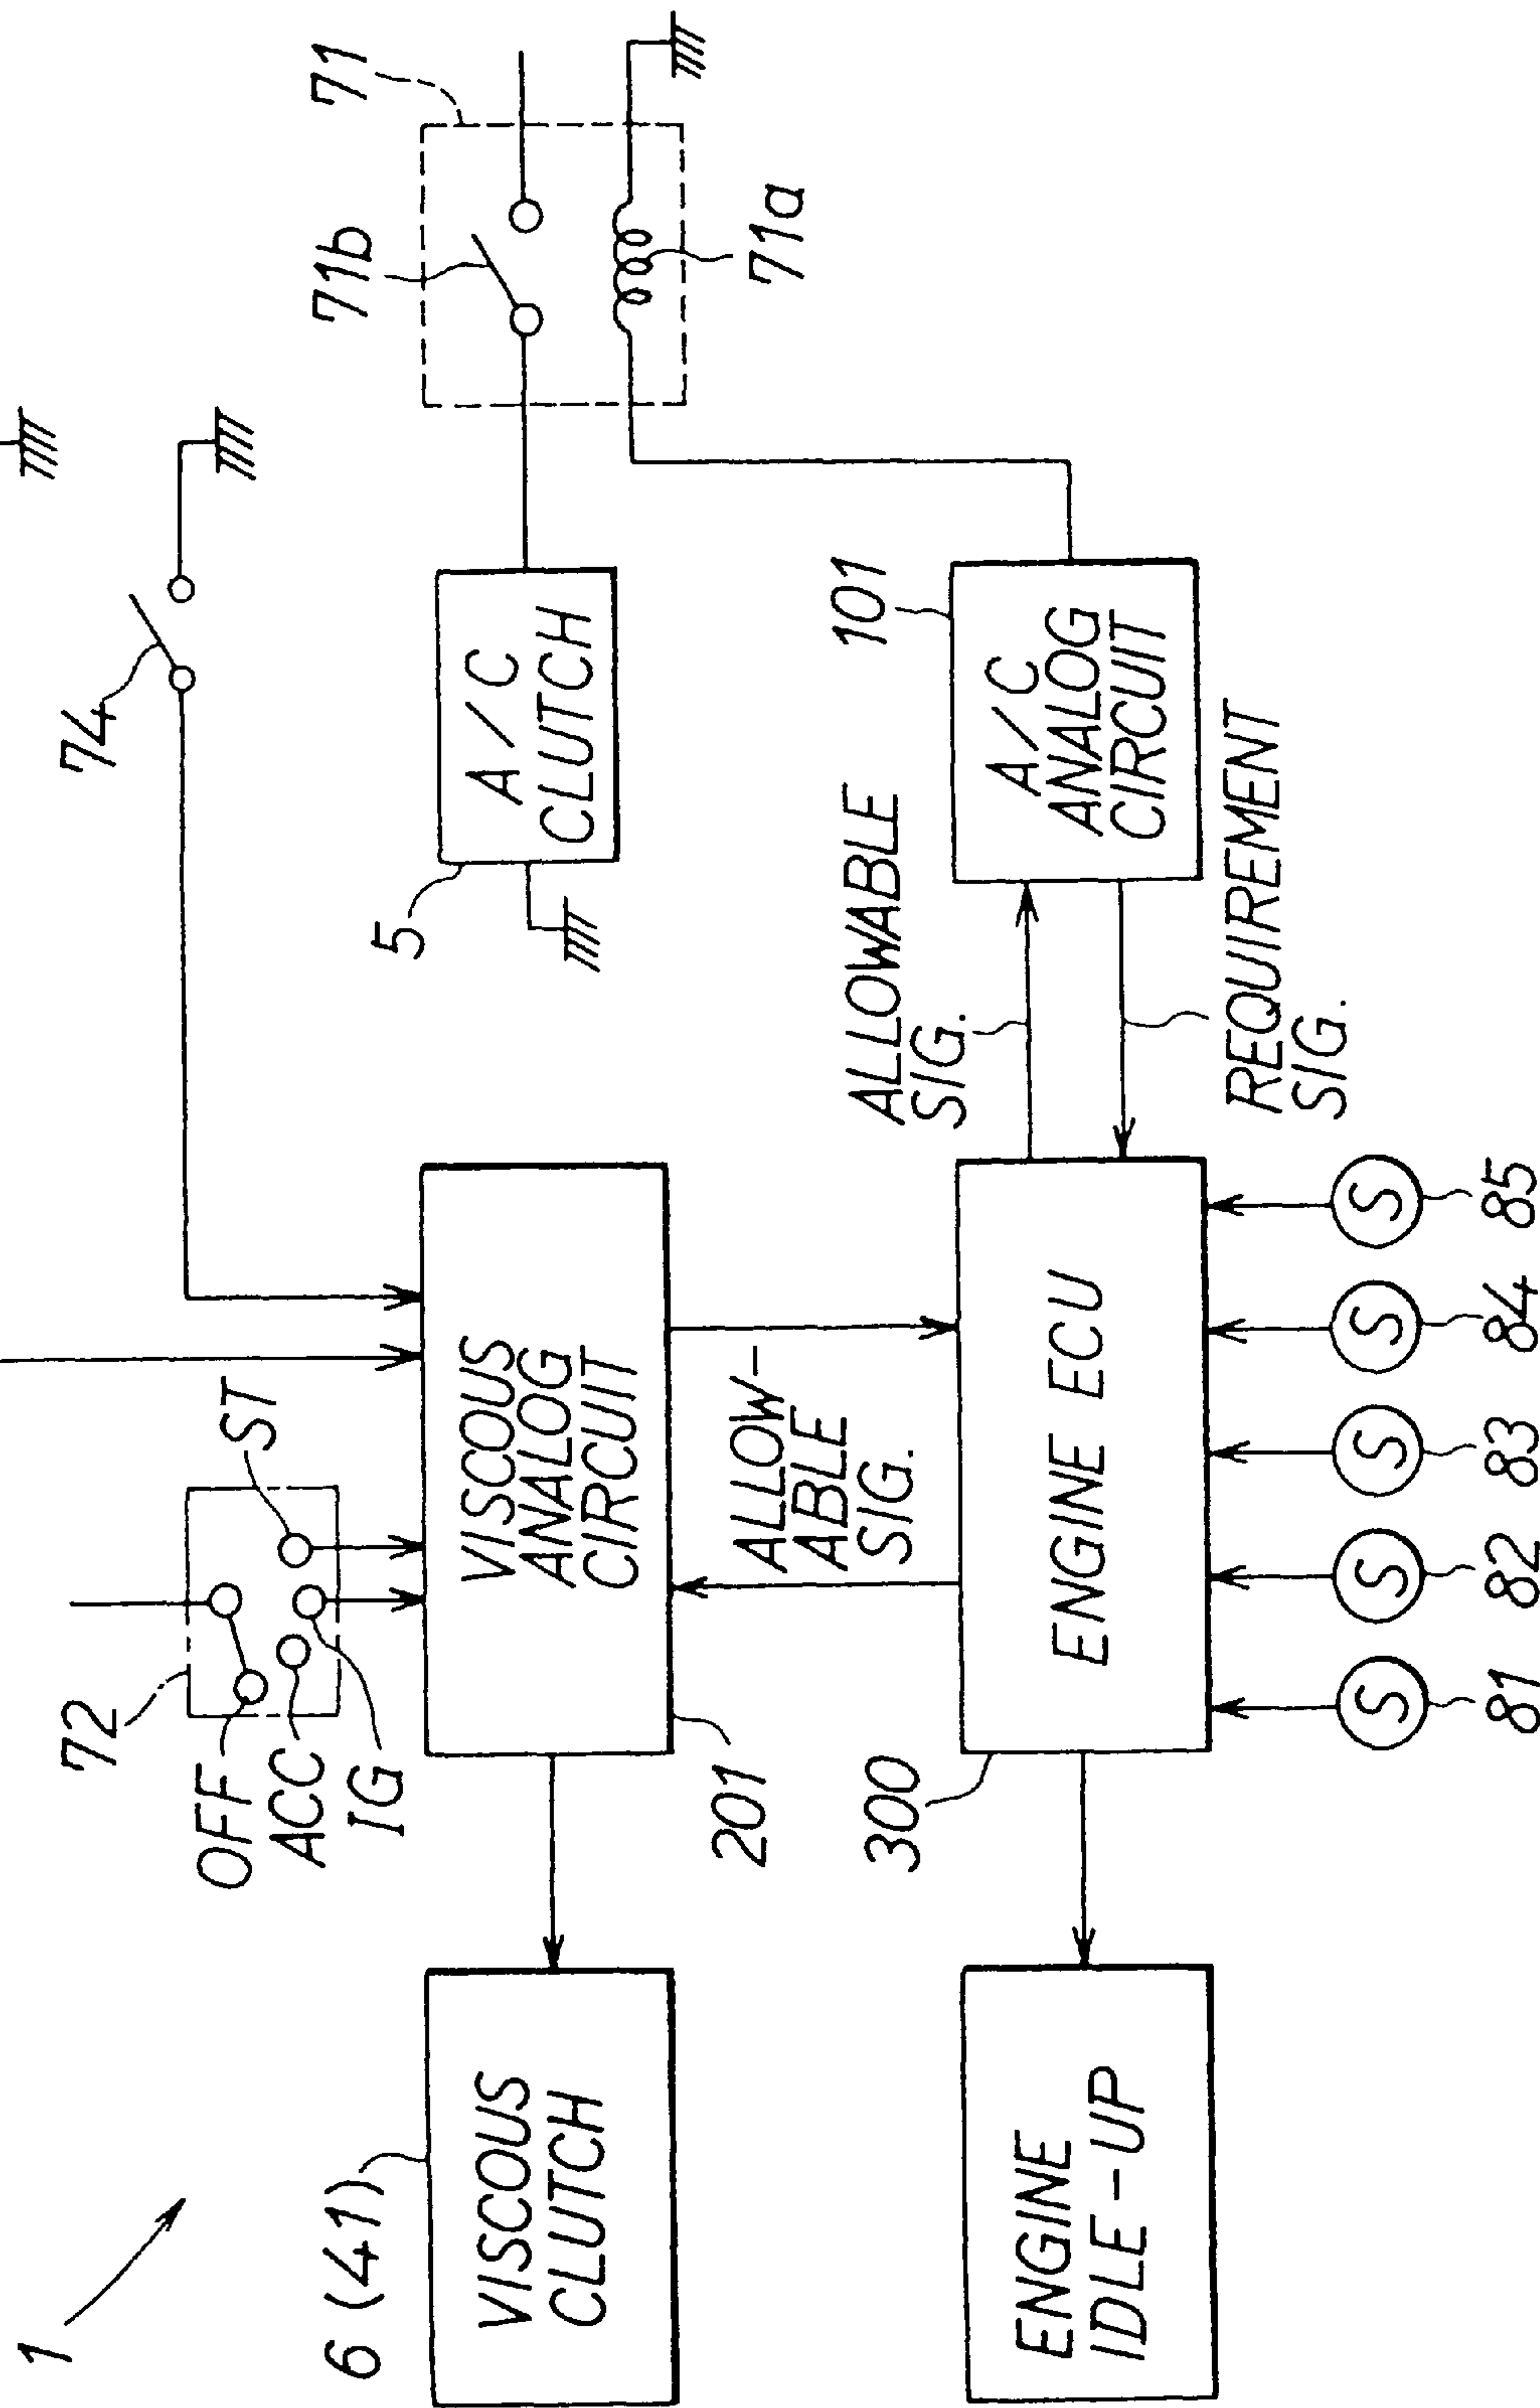 1
72
OFF
ACC
IG
ST
74
6 (41)
VISCOUS
CLUTCH
VISCOUS
ANALOG
CIRCUIT
201
5
A/C
CLUTCH
71
71b
71a
ALLOW-
ABLE
SIG.
ENGINE
IDLE-UP
300
ENGINE ECU
ALLOWABLE
SIG.
REQUIREMENT
SIG.
101
A/C
ANALOG
CIRCUIT
S
S
S
S
S
81
82
83
84
85